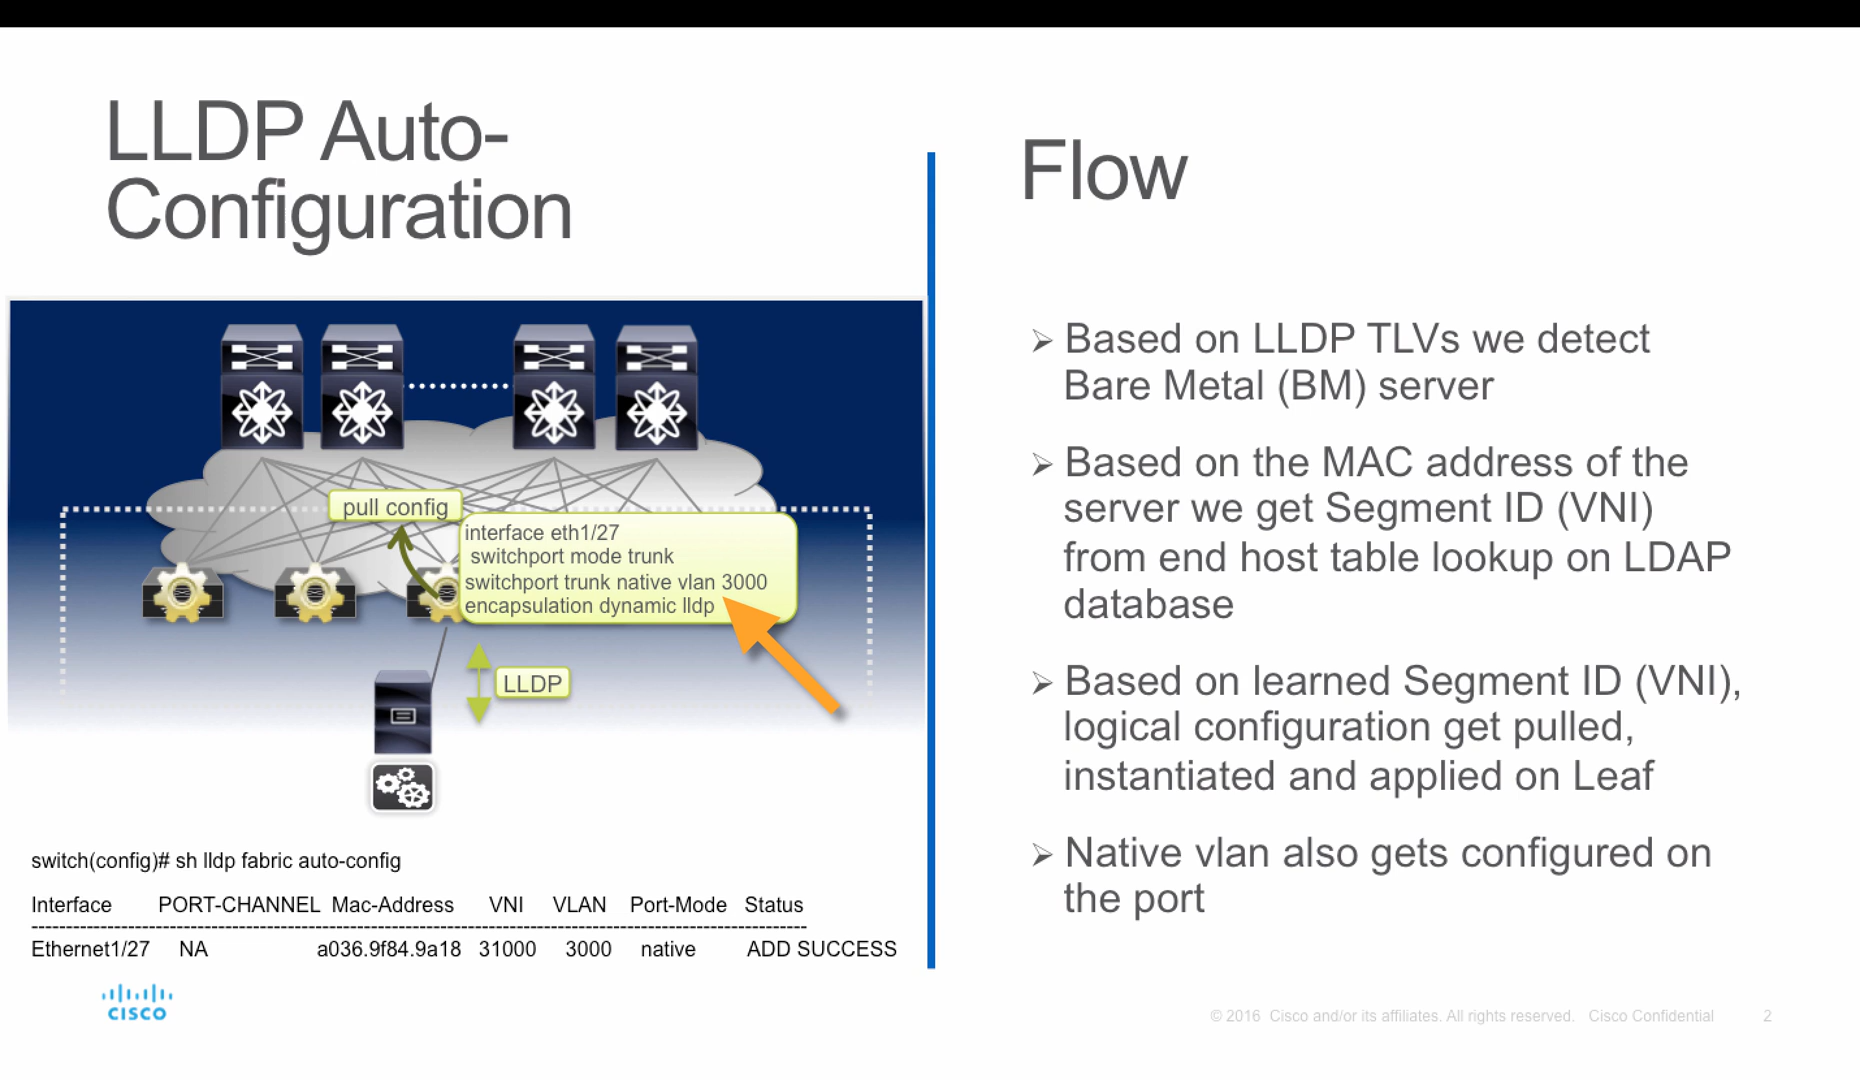 LLDP Auto-
Configuration
pull config
interface eth1/27
switchport mode trunk
switchport trunk native vlan 3000
encapsulation dynamic lldp
LLDP
switch(config)# sh lldp fabric auto-config
Interface PORT-CHANNEL Mac-Address VNI VLAN Port-Mode Status
--------------------------------------------------------------------------------
Ethernet1/27 NA a036.9f84.9a18 31000 3000 native ADD SUCCESS
CISCO
Flow
Based on LLDP TLVs we detect
Bare Metal (BM) server
Based on the MAC address of the
server we get Segment ID (VNI)
from end host table lookup on LDAP
database
Based on learned Segment ID (VNI),
logical configuration get pulled,
instantiated and applied on Leaf
Native vlan also gets configured on
the port
© 2016 Cisco and/or its affiliates. All rights reserved. Cisco Confidential 2